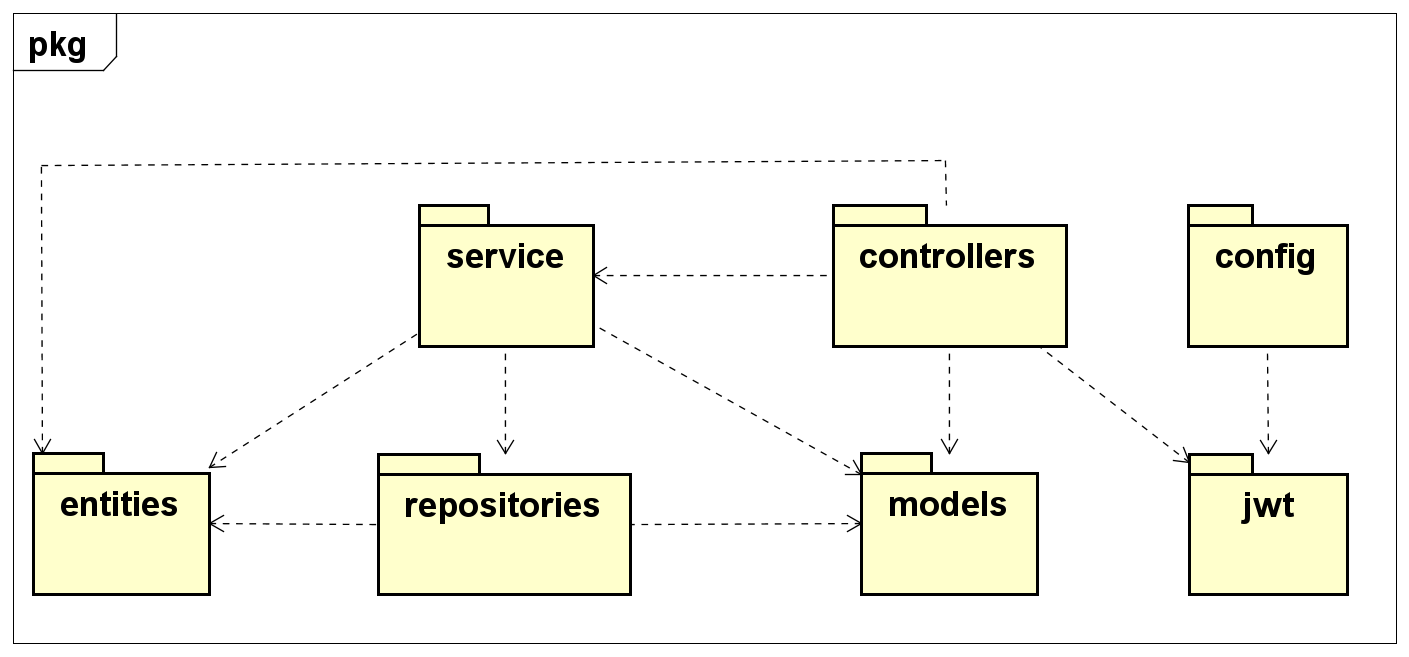 pkg
service
controllers
config
entities
repositories
models
jwt